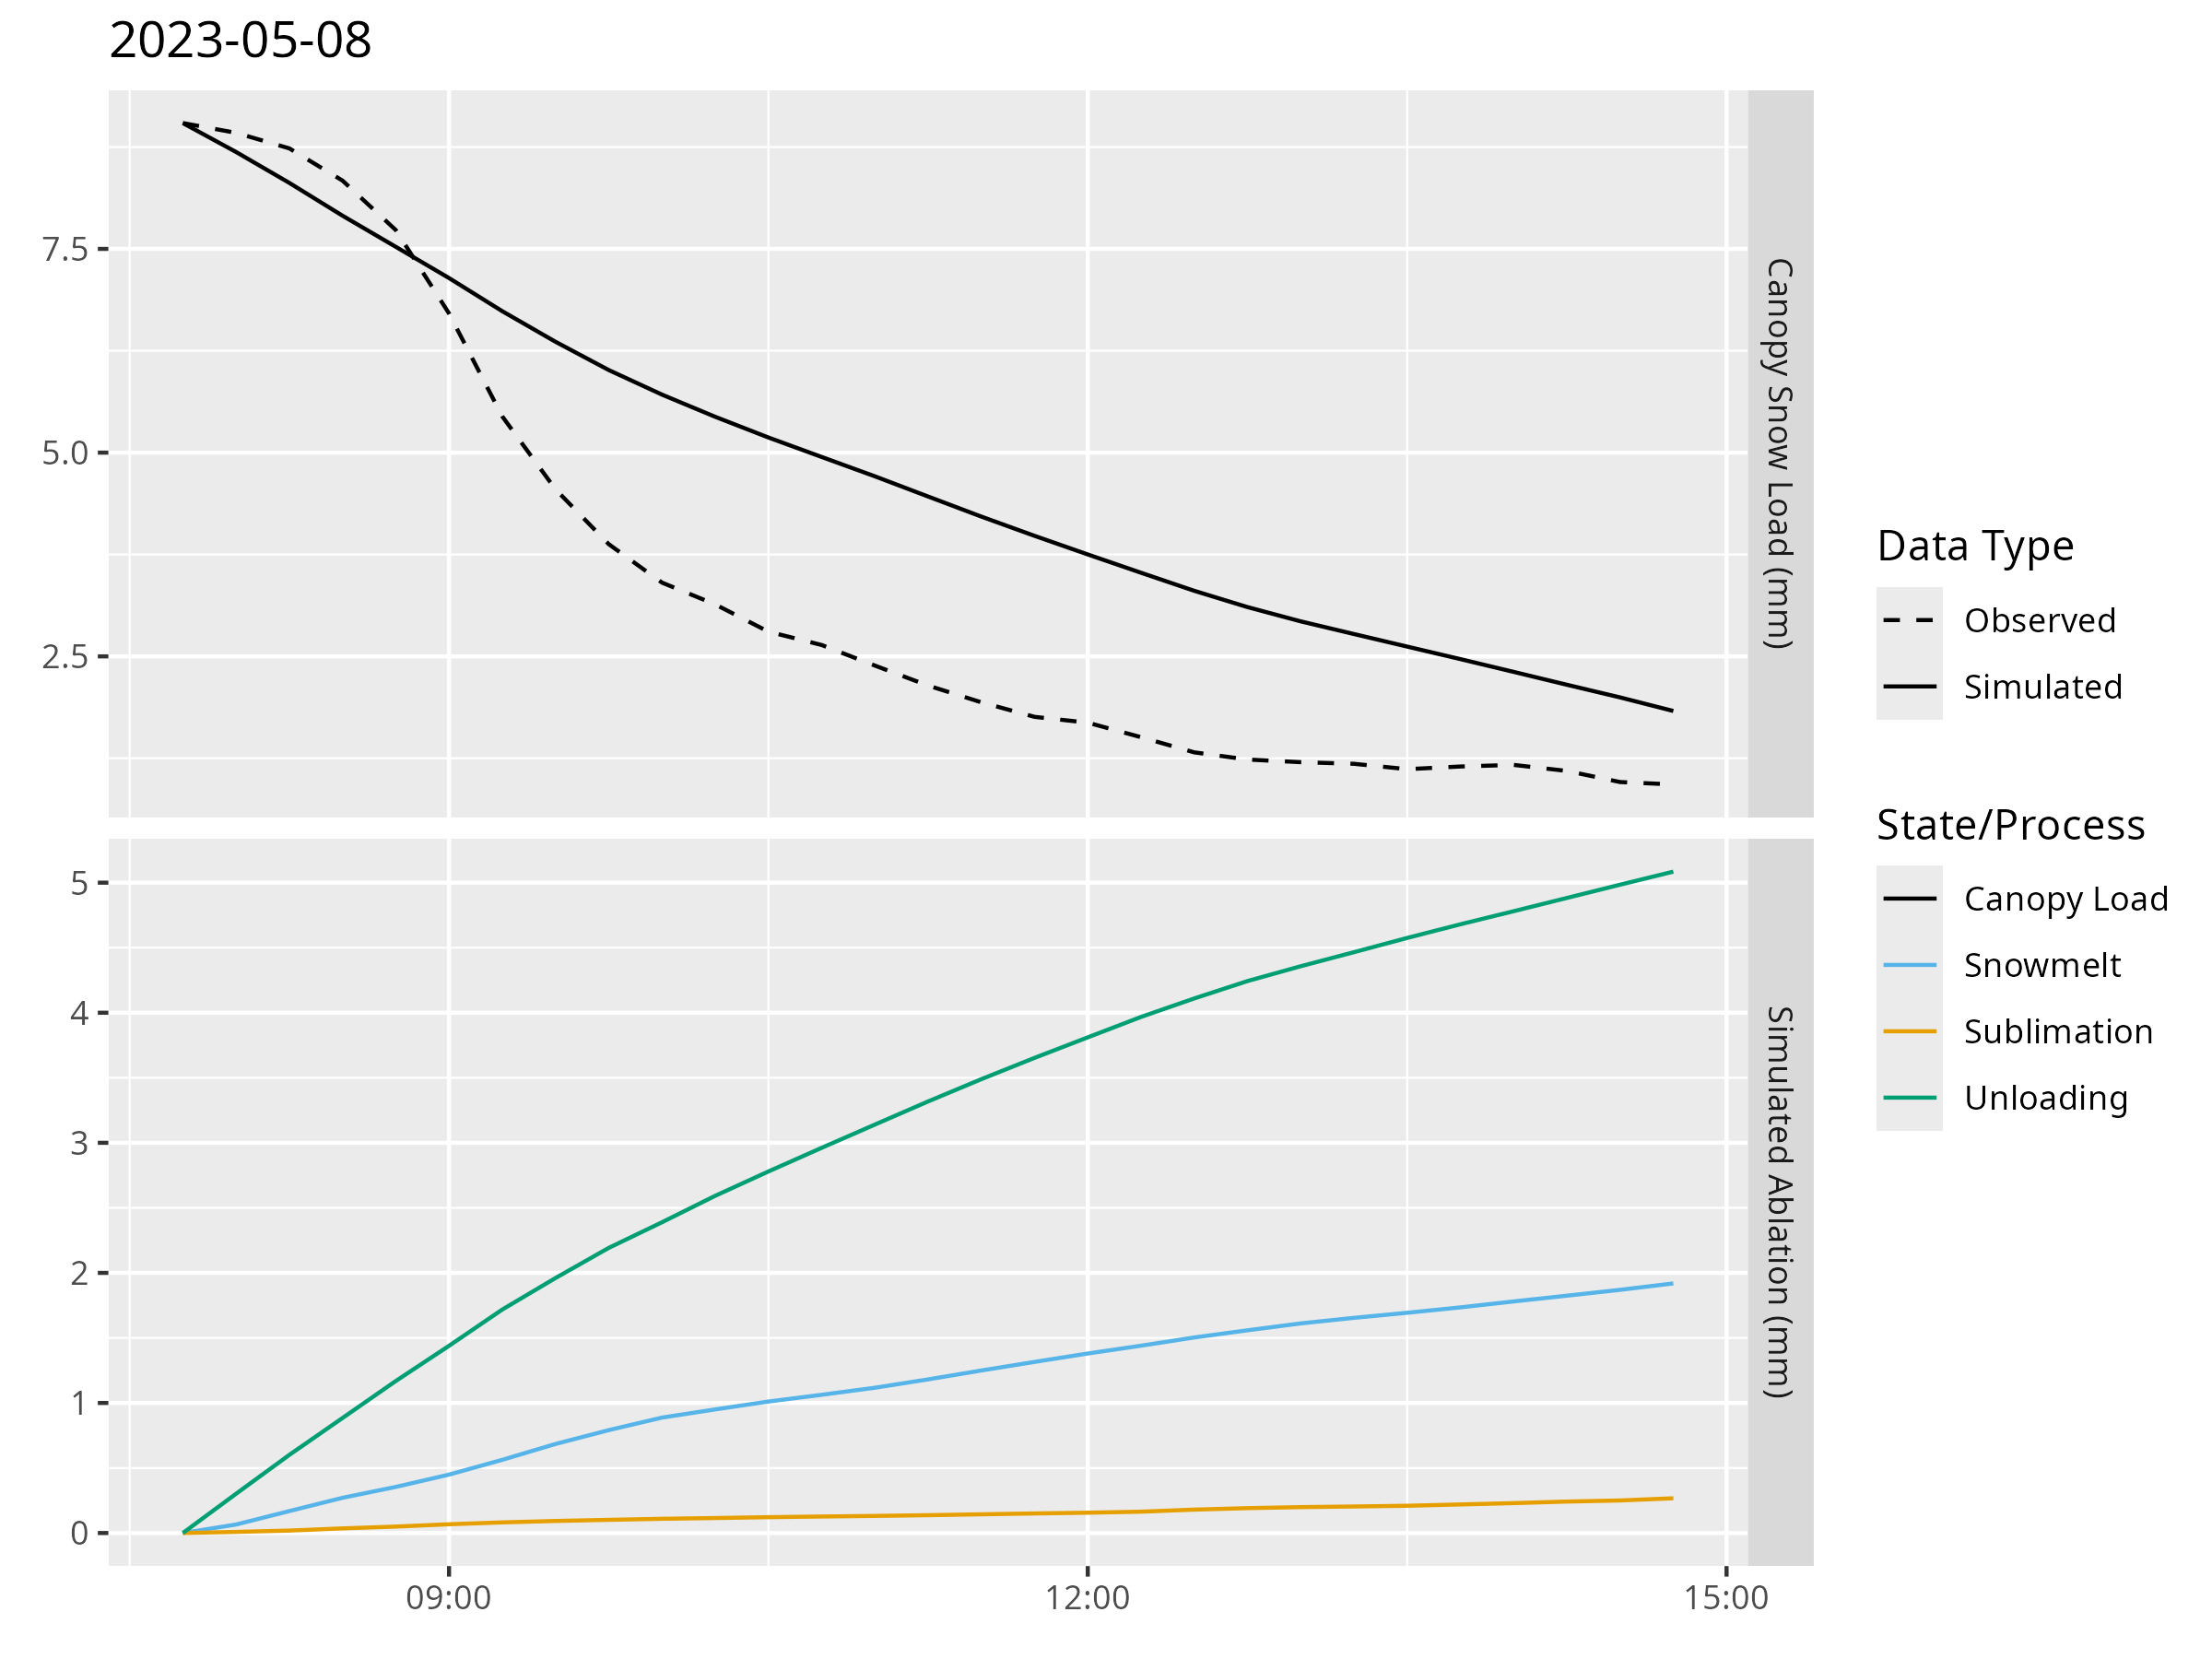 2023-05-08
7.5
5.0
2.5
Canopy Snow Load (mm)
5
4
3
2
1
0
Simulated Ablation (mm)
09:00
12:00
15:00
Data Type
Observed
Simulated
State/Process
Canopy Load
Snowmelt
Sublimation
Unloading